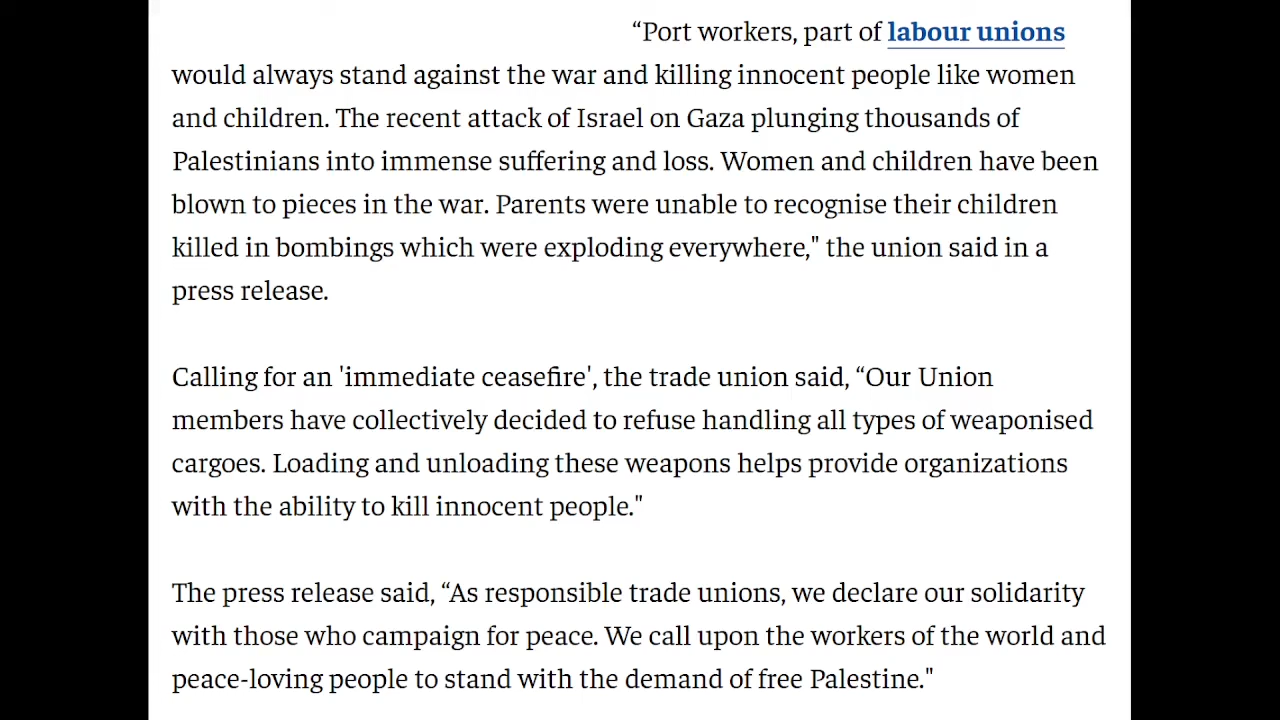 “Port workers, part of labour unions
would always stand against the war and killing innocent people like women
and children. The recent attack of Israel on Gaza plunging thousands of
Palestinians into immense suffering and loss. Women and children have been
blown to pieces in the war. Parents were unable to recognise their children
killed in bombings which were exploding everywhere," the union said in a
press release.
Calling for an 'immediate ceasefire', the trade union said, “Our Union
members have collectively decided to refuse handling all types of weaponised
cargoes. Loading and unloading these weapons helps provide organizations
with the ability to kill innocent people."
The press release said, “As responsible trade unions, we declare our solidarity
with those who campaign for peace. We call upon the workers of the world and
peace-loving people to stand with the demand of free Palestine."